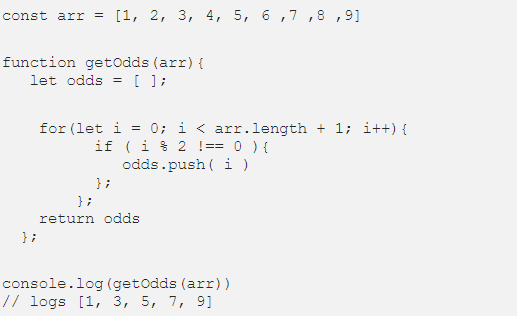 const arr = [1, 2, 3, 4, 5, 6 ,7 ,8 ,9]
function getOdds(arr){
let odds = [ ];
for(let i = 0; i < arr.length + 1; i++){
if ( i % 2 !== 0 ){
odds.push( i )
};
};
return odds
};
console.log(getOdds(arr))
// logs [1, 3, 5, 7, 9]